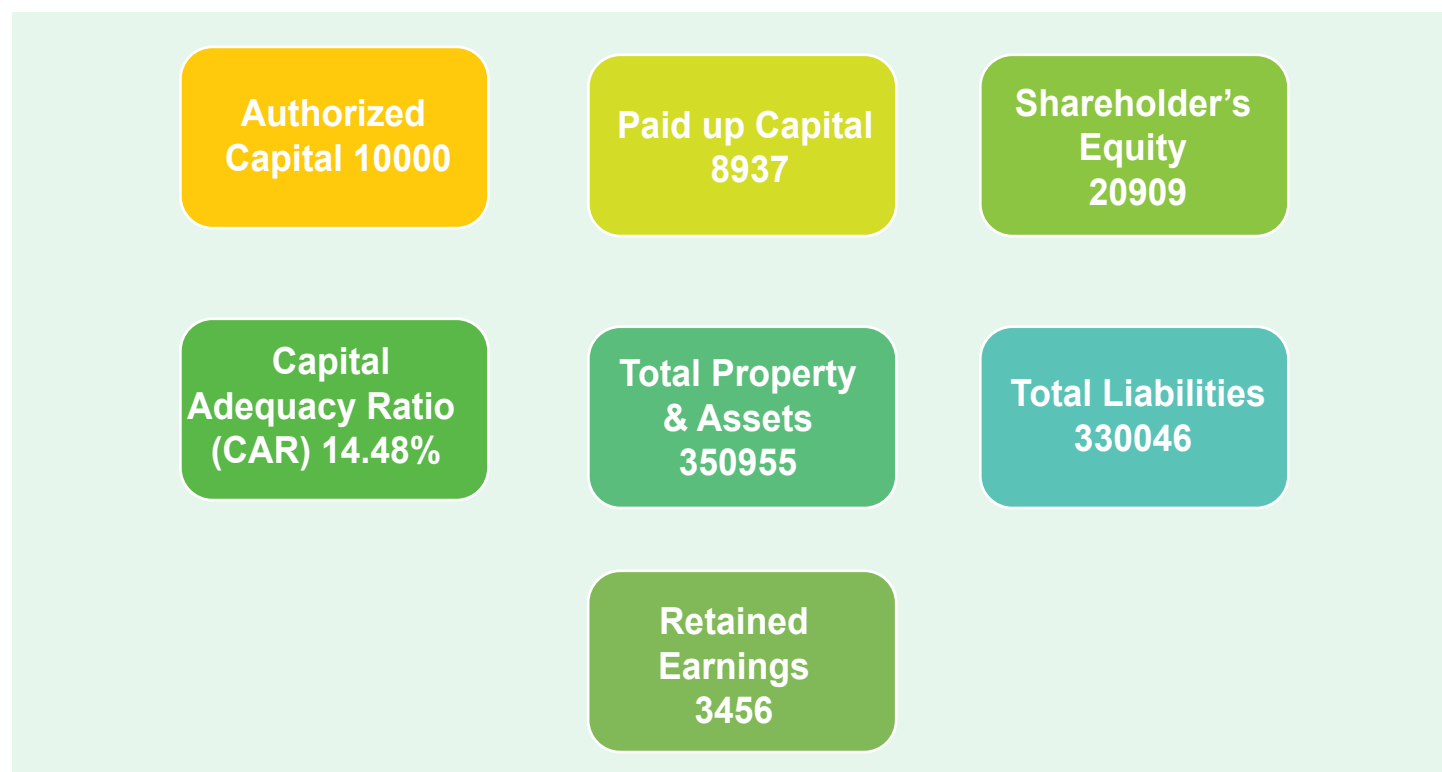 Authorized
Capital 10000
Paid up Capital
8937
Shareholder’s
Equity
20909
Capital
Adequacy Ratio
(CAR) 14.48%
Total Property
& Assets
350955
Total Liabilities
330046
Retained
Earnings
3456